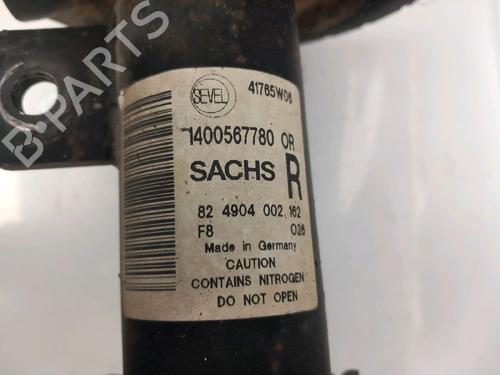 SEVEL
41765W06
1400567780 OR
SACHS R
82 4904 002 162
F8 026
Made in Germany
CAUTION
CONTAINS NITROGEN
DO NOT OPEN